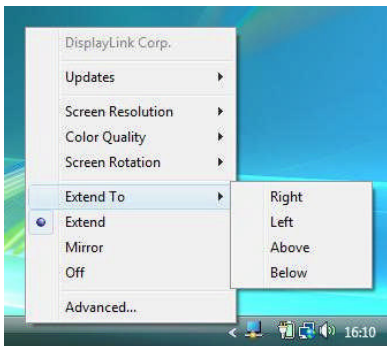 DisplayLink Corp.
Updates
Screen Resolution
Color Quality
Screen Rotation
Extend To
Right
Extend
Left
Mirror
Above
Off
Below
Advanced...
16:10